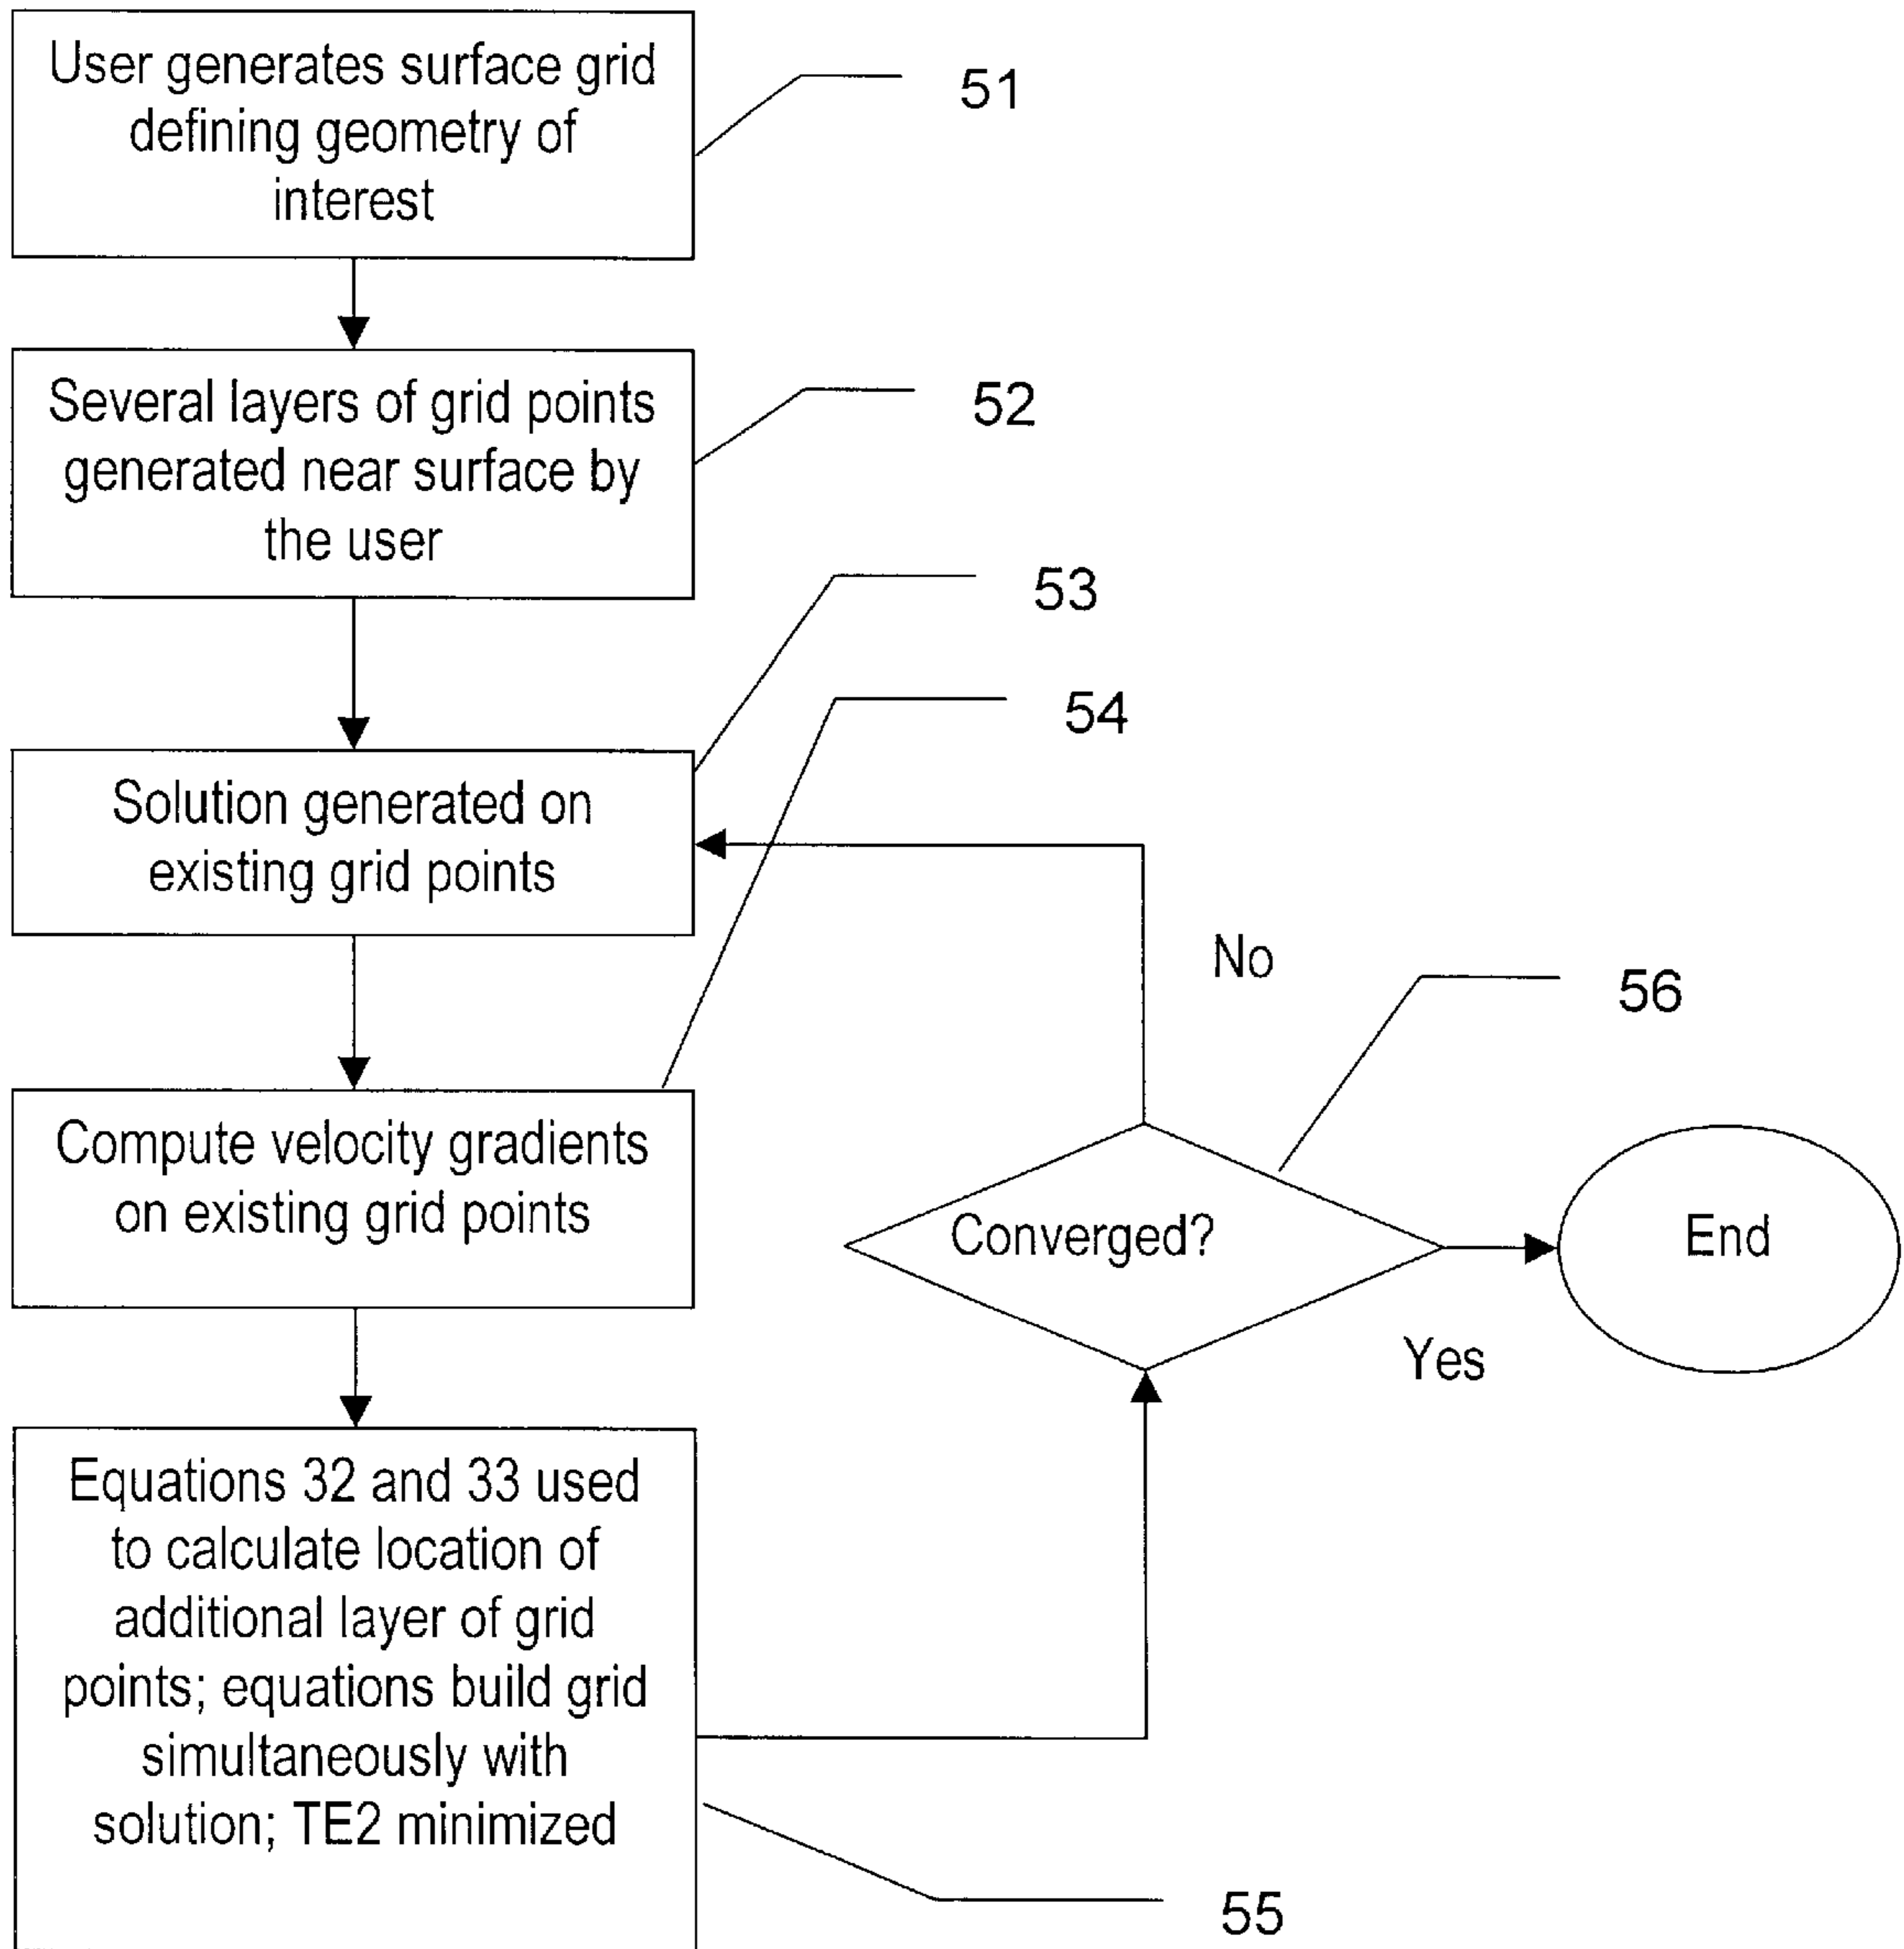 User generates surface grid
defining geometry of
interest
51
Several layers of grid points
generated near surface by
the user
52
53
54
Solution generated on
existing grid points
No
56
Compute velocity gradients
on existing grid points
Converged?
End
Yes
Equations 32 and 33 used
to calculate location of
additional layer of grid
points; equations build grid
simultaneously with
solution; TE2 minimized
55